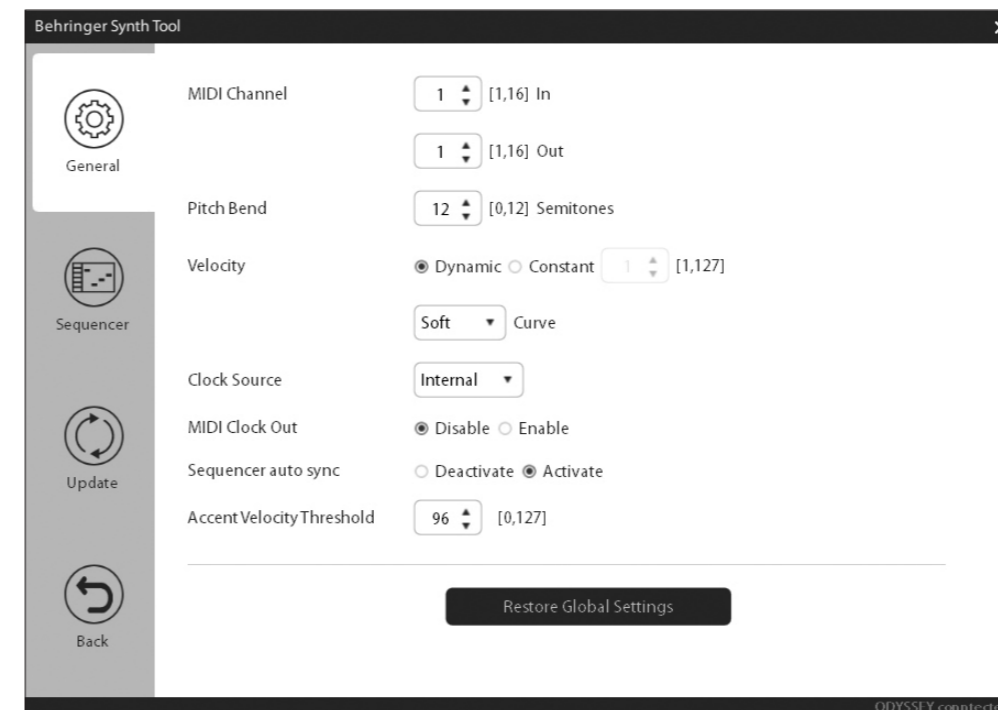 Behringer Synth Tool
General
Sequencer
Update
Back
MIDI Channel 1 [1,16] In
1 [1,16] Out
Pitch Bend 12 [0,12] Semitones
Velocity Dynamic Constant 1 [1,127]
Soft Curve
Clock Source Internal
MIDI Clock Out Disable Enable
Sequencer auto sync Deactivate Activate
Accent Velocity Threshold 96 [0,127]
Restore Global Settings
ODYSSEY